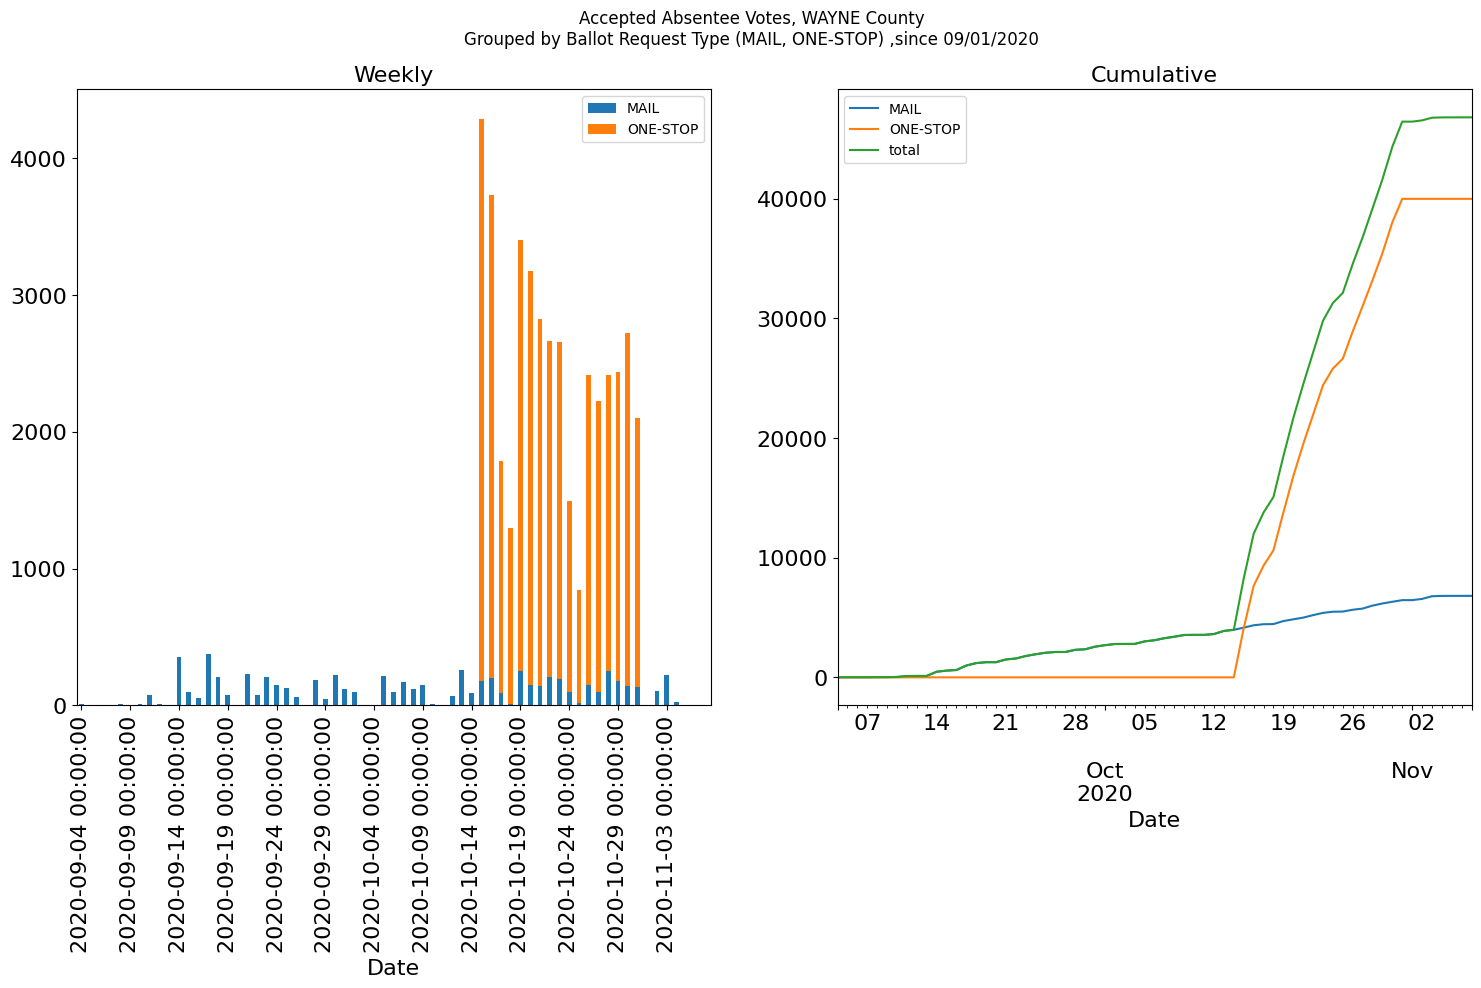 Accepted Absentee Votes, WAYNE County
Grouped by Ballot Request Type (MAIL, ONE-STOP) ,since 09/01/2020
Weekly
MAIL
ONE-STOP
4000
3000
2000
1000
0
2020-09-04 00:00:00
2020-09-09 00:00:00
2020-09-14 00:00:00
2020-09-19 00:00:00
2020-09-24 00:00:00
2020-09-29 00:00:00
2020-10-04 00:00:00
2020-10-09 00:00:00
2020-10-14 00:00:00
2020-10-19 00:00:00
2020-10-24 00:00:00
2020-10-29 00:00:00
2020-11-03 00:00:00
Date
Cumulative
MAIL
ONE-STOP
total
40000
30000
20000
10000
0
07 14 21 28 05 12 19 26 02
Oct Nov
2020
Date